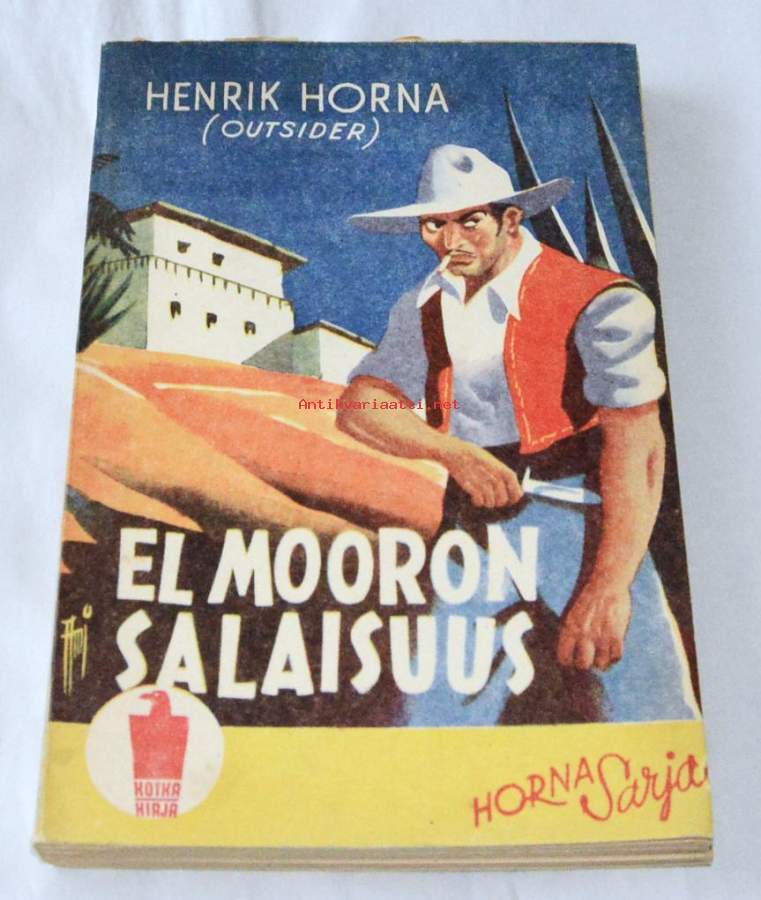 HENRIK HORNA
(OUTSIDER)
Antikvariaatti.net
EL MOORON
SALAISUUS
KOTKA
KIRJA
HORNA Sarja